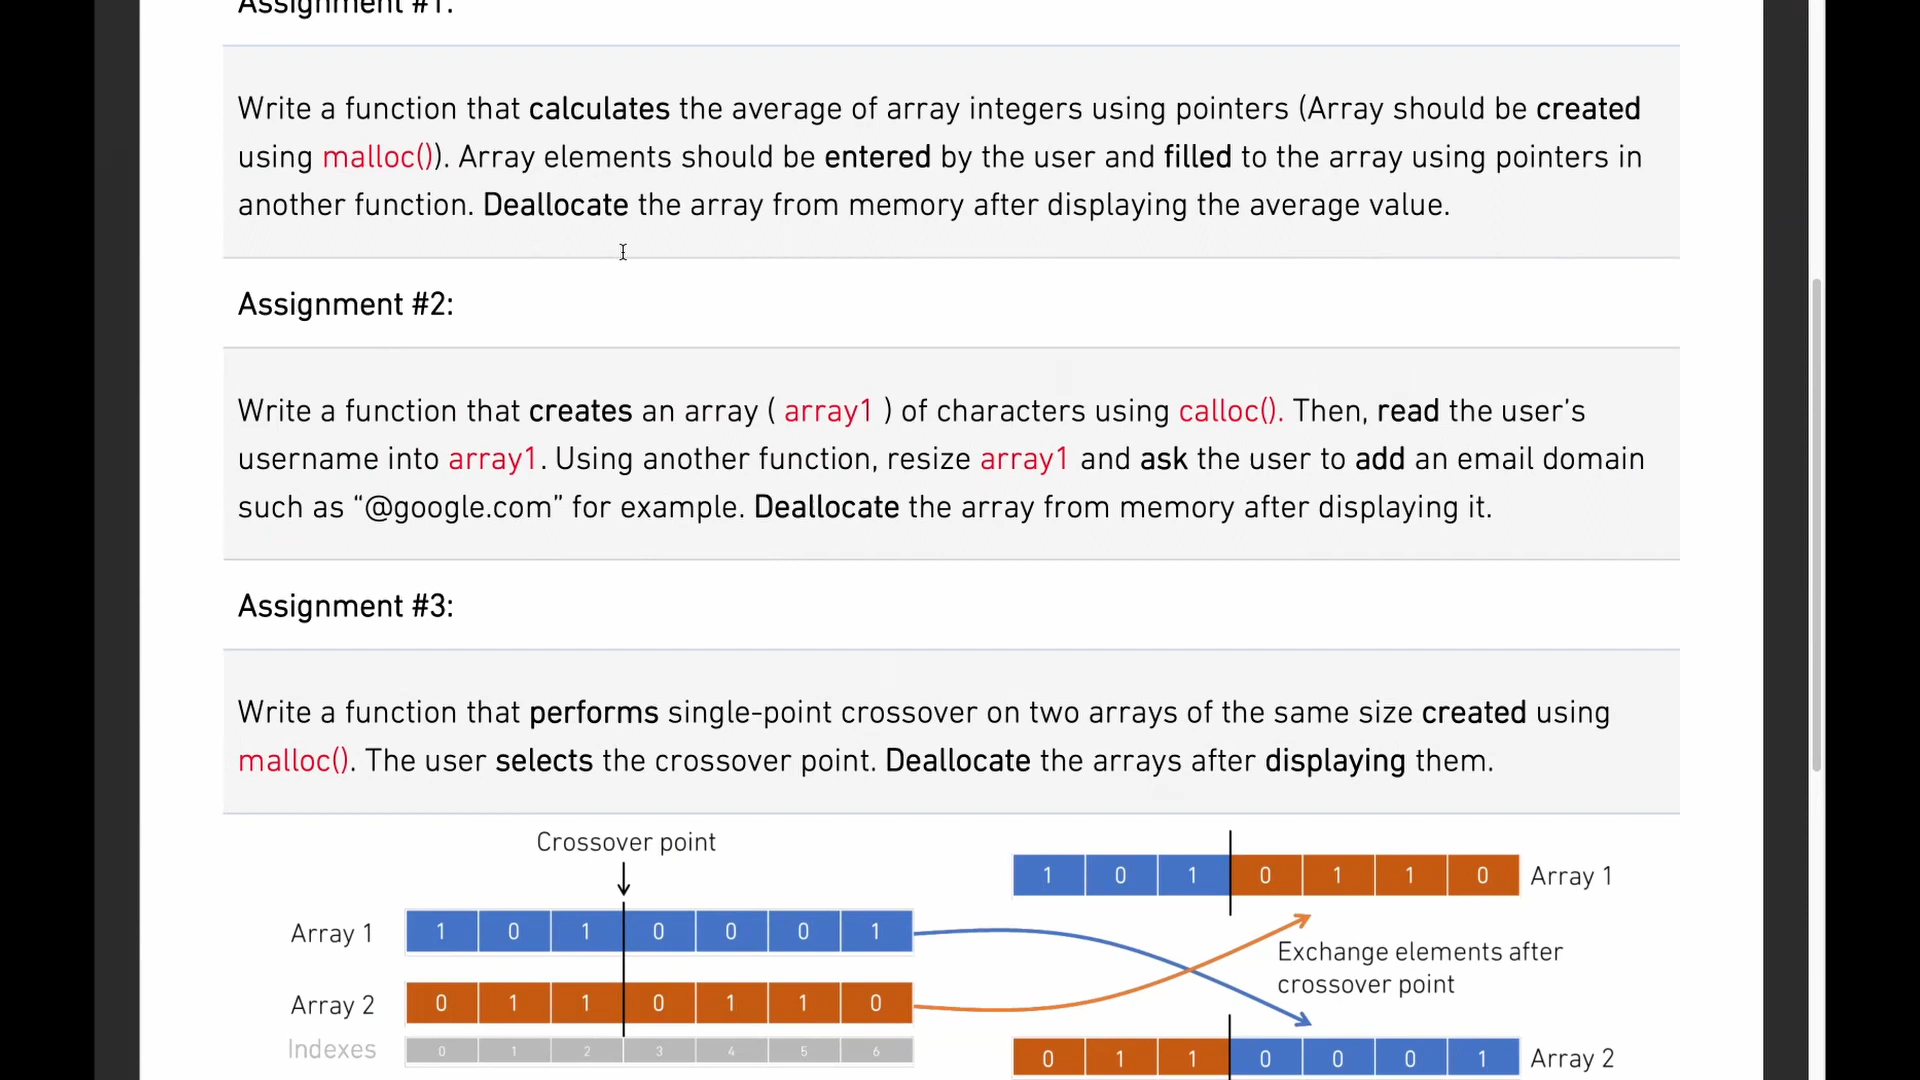 Assignment #1:
Write a function that calculates the average of array integers using pointers (Array should be created
using malloc()). Array elements should be entered by the user and filled to the array using pointers in
another function. Deallocate the array from memory after displaying the average value.
Assignment #2:
Write a function that creates an array ( array1 ) of characters using calloc(). Then, read the user’s
username into array1. Using another function, resize array1 and ask the user to add an email domain
such as “@google.com” for example. Deallocate the array from memory after displaying it.
Assignment #3:
Write a function that performs single-point crossover on two arrays of the same size created using
malloc(). The user selects the crossover point. Deallocate the arrays after displaying them.
Crossover point
1 0 1 0 1 1 0 Array 1
Array 1 1 0 1 0 0 0 1
Exchange elements after
crossover point
Array 2 0 1 1 0 1 1 0
Indexes 0 1 2 3 4 5 6
0 1 1 0 0 0 1 Array 2